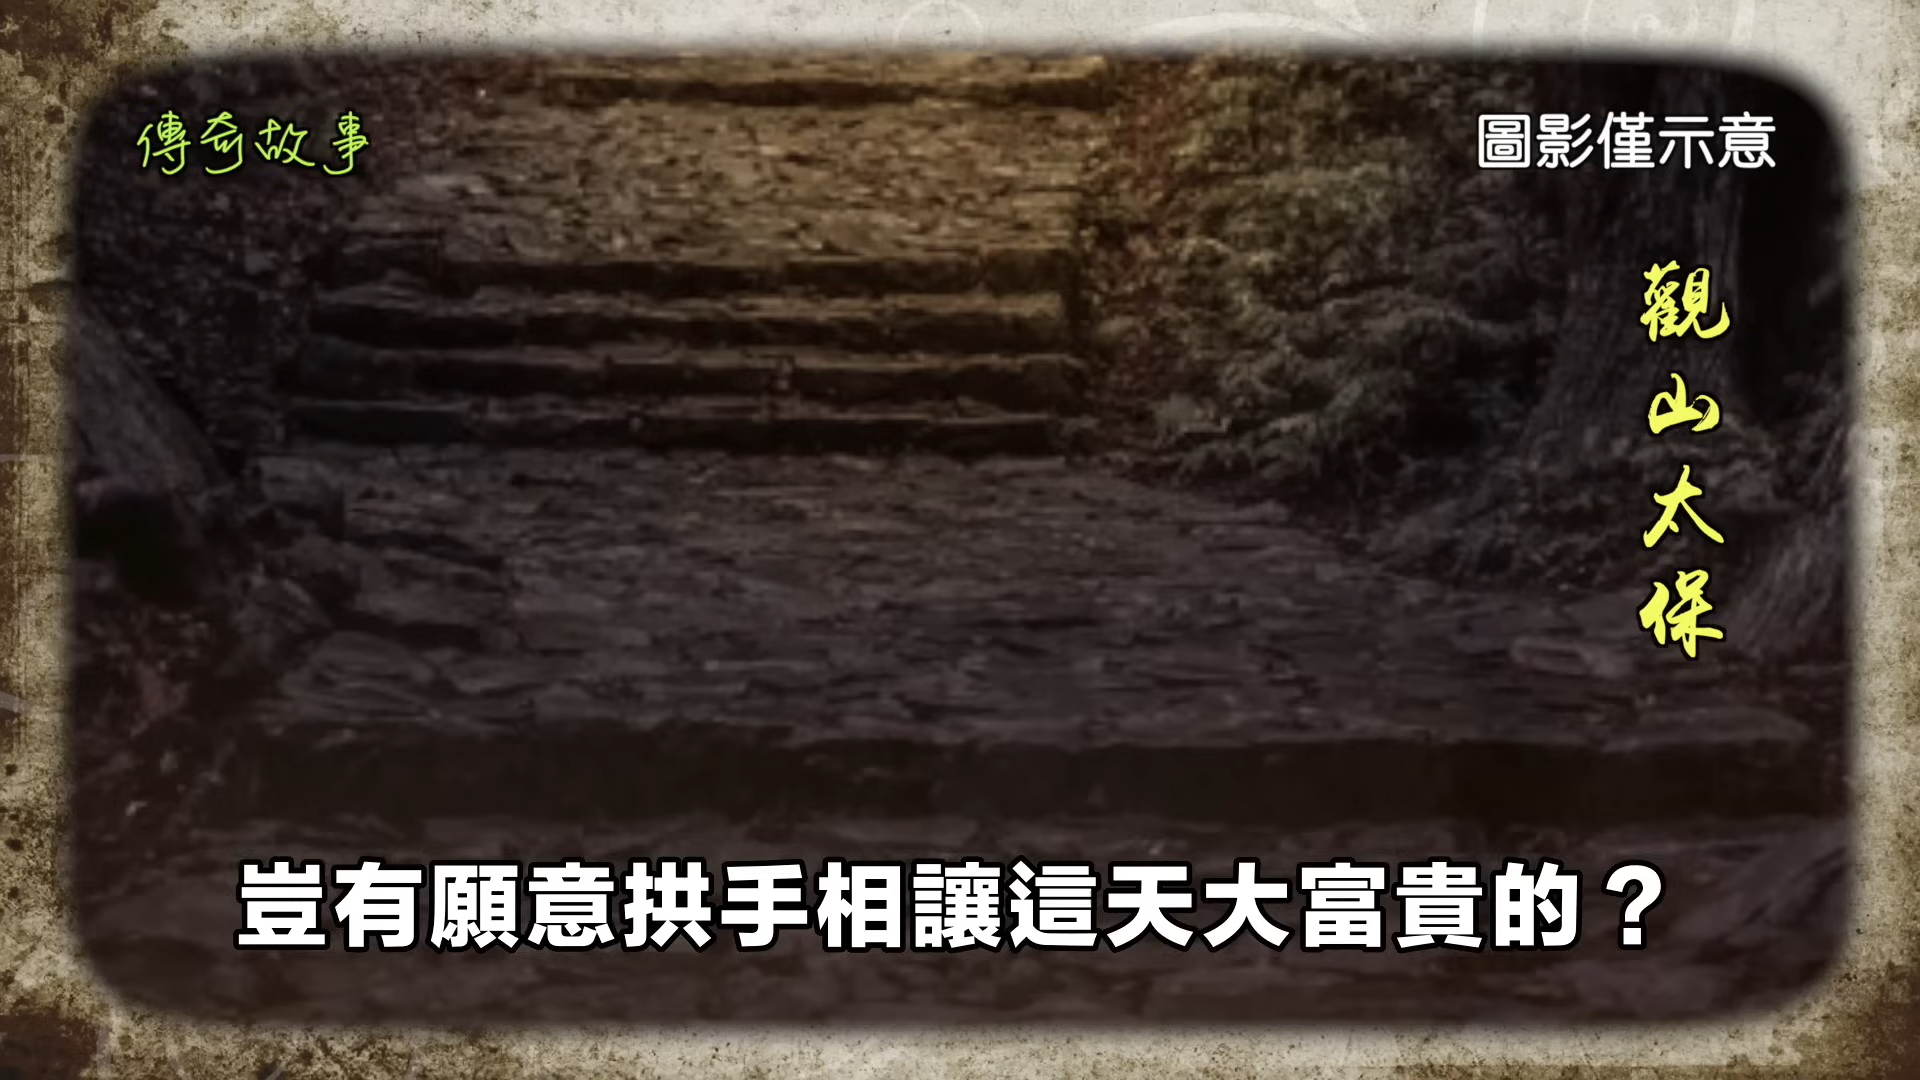 傳奇故事
圖影僅示意
觀山太保
豈有願意拱手相讓這天大富貴的？